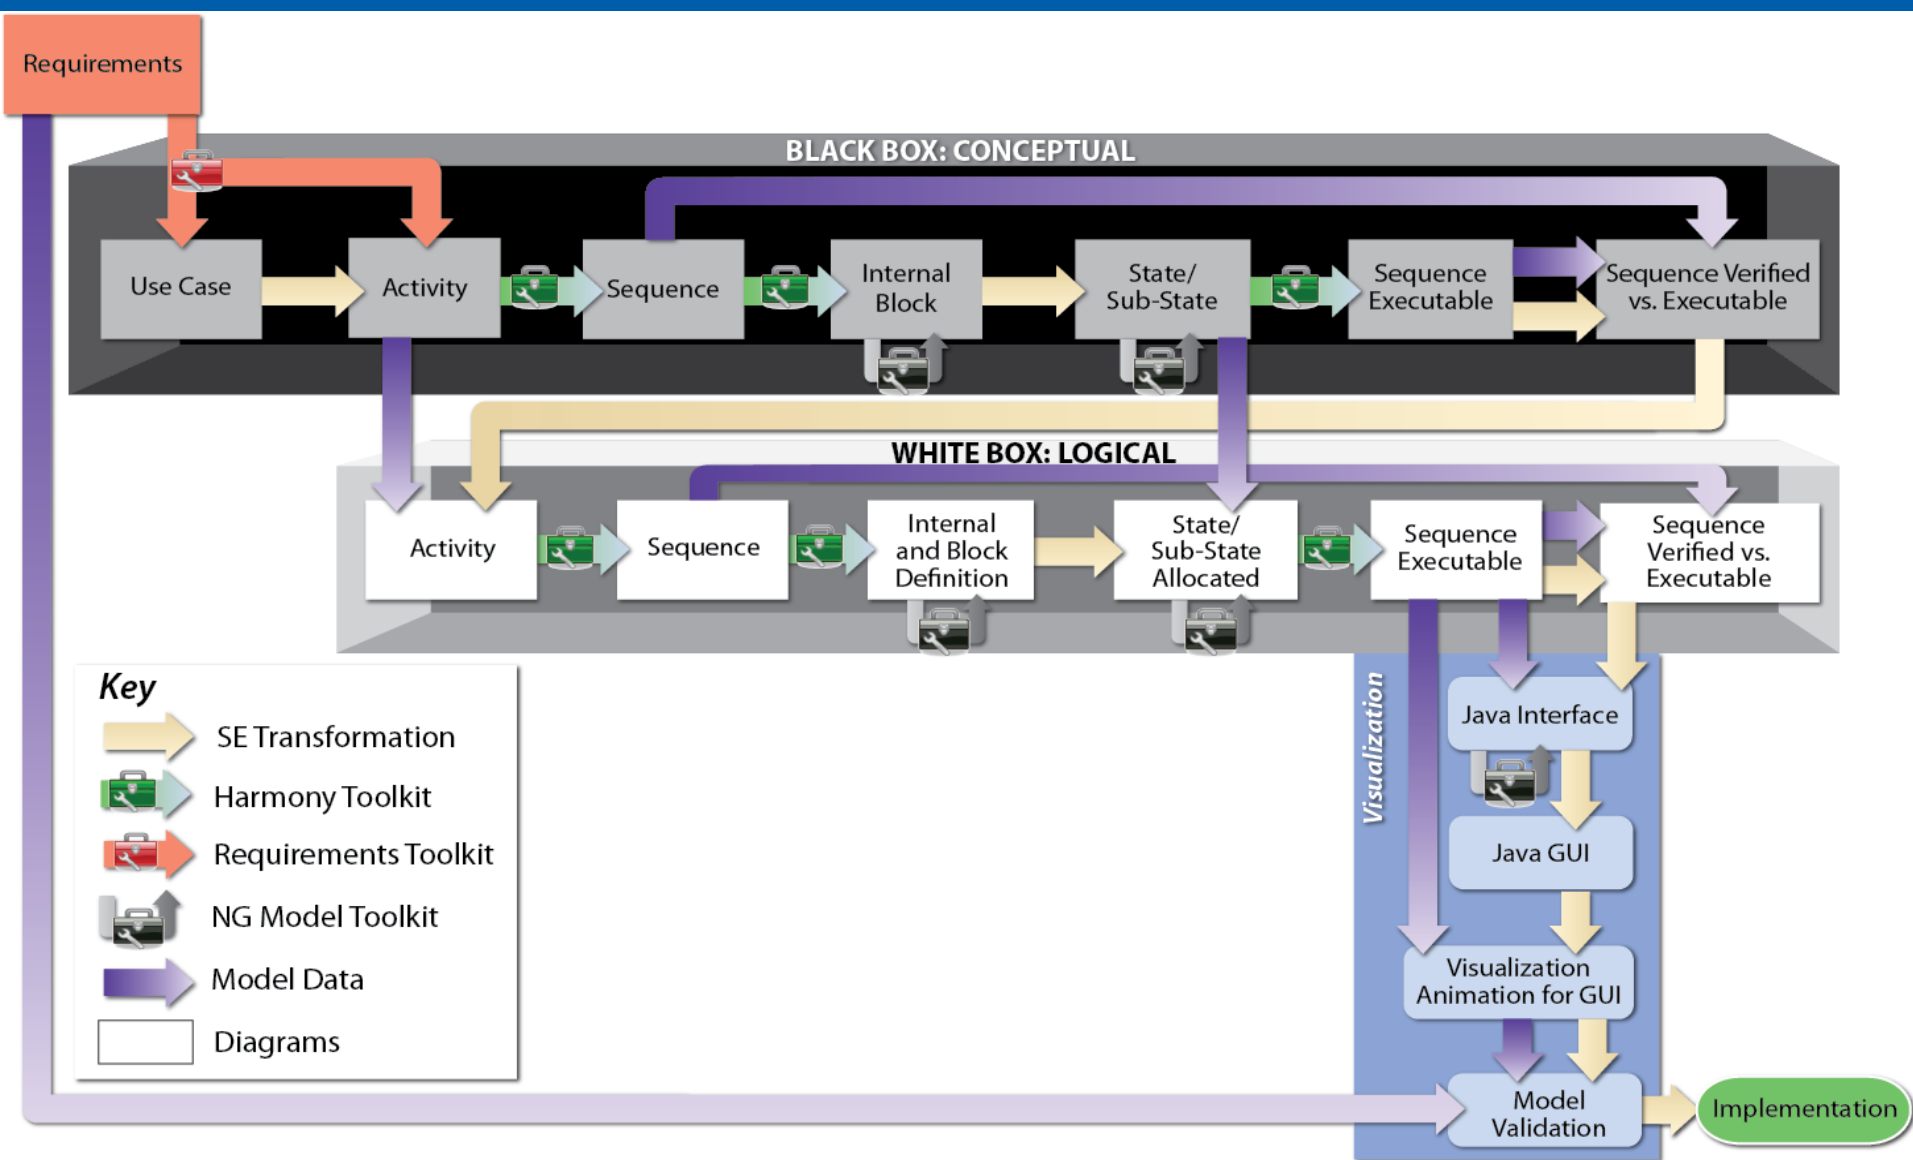 Requirements
BLACK BOX: CONCEPTUAL
Use Case
Activity
Sequence
Internal
Block
State/
Sub-State
Sequence
Executable
Sequence Verified
vs. Executable
WHITE BOX: LOGICAL
Activity
Sequence
Internal
and Block
Definition
State/
Sub-State
Allocated
Sequence
Executable
Sequence
Verified vs.
Executable
Key
SE Transformation
Harmony Toolkit
Requirements Toolkit
NG Model Toolkit
Model Data
Diagrams
Visualization
Java Interface
Java GUI
Visualization
Animation for GUI
Model
Validation
Implementation